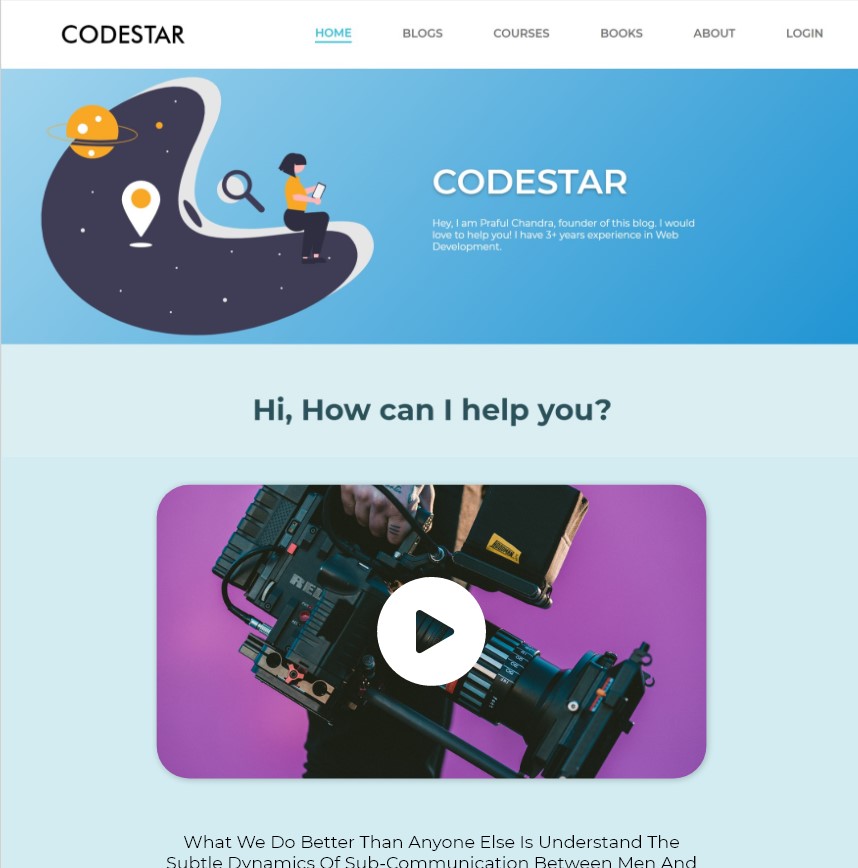 CODESTAR
HOME
BLOGS
COURSES
BOOKS
ABOUT
LOGIN
CODESTAR
Hey, I am Praful Chandra, founder of this blog. I would
love to help you! I have 3+ years experience in Web
Development.
Hi, How can I help you?
What We Do Better Than Anyone Else Is Understand The
Subtle Dynamics Of Sub-Communication Between Men And